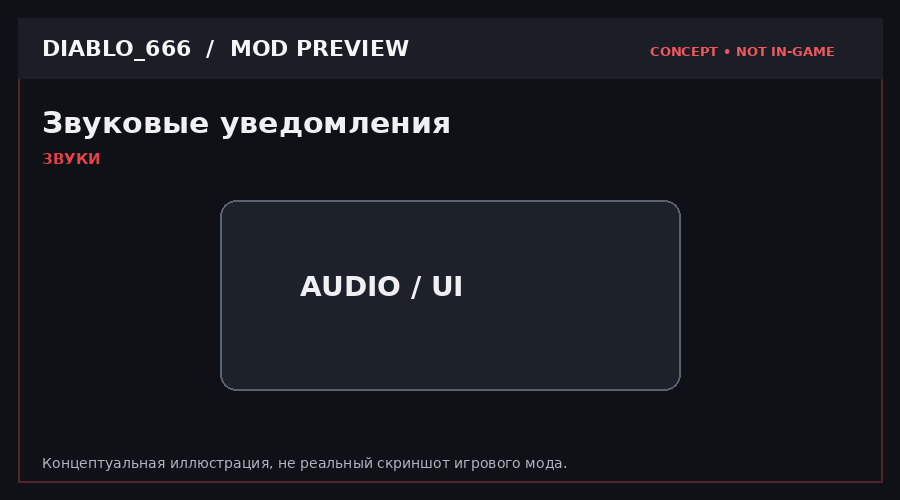 DIABLO_666 / MOD PREVIEW
CONCEPT • NOT IN-GAME
Звуковые уведомления
ЗВУКИ
AUDIO / UI
Концептуальная иллюстрация, не реальный скриншот игрового мода.